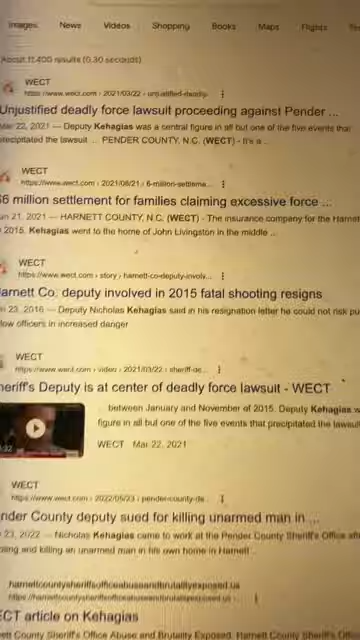 Images News Videos Shopping Books Maps Flights
About 11,400 results (0.30 seconds)
WECT
https://www.wect.com › 2021/03/22 › unjustified-deadly-
Unjustified deadly force lawsuit proceeding against Pender ...
Mar 22, 2021 — Deputy Kehagias was a central figure in all but one of the five events that
precipitated the lawsuit ... PENDER COUNTY, N.C. (WECT) - It's a ..
WECT
https://www.wect.com › 2021/06/21 › 6-million-settleme...
$6 million settlement for families claiming excessive force ...
un 21, 2021 — HARNETT COUNTY, N.C. (WECT) - The insurance company for the Harnet
2015. Kehagias went to the home of John Livingston in the middle ..
WECT
https://www.wect.com › story › harnett-co-deputy-involv...
arnett Co. deputy involved in 2015 fatal shooting resigns
n 23, 2016 — Deputy Nicholas Kehagias said in his resignation letter he could not risk pu
low officers in increased danger
WECT
https://www.wect.com › video › 2021/03/22 › sheriff-de...
heriff's Deputy is at center of deadly force lawsuit - WECT
between January and November of 2015. Deputy Kehagias w
figure in all but one of the five events that precipitated the lawsuit
WECT Mar 22, 2021
WECT
https://www.wect.com › 2022/05/23 › pender-county-de...
nder County deputy sued for killing unarmed man in ...
23, 2022 — Nicholas Kehagias came to work at the Pender County Sheriff's Office aft
ting and killing an unarmed man in his own home in Harnett
harnettcountysheriffsofficeabuseandbrutalityexposed.us
https://harnettcountysheriffsofficeabuseandbrutalityexposed.us ›
ECT article on Kehagias
ett County Sheriff's Office Abuse and Brutality Exposed. Harnett County Sheriff's Offic